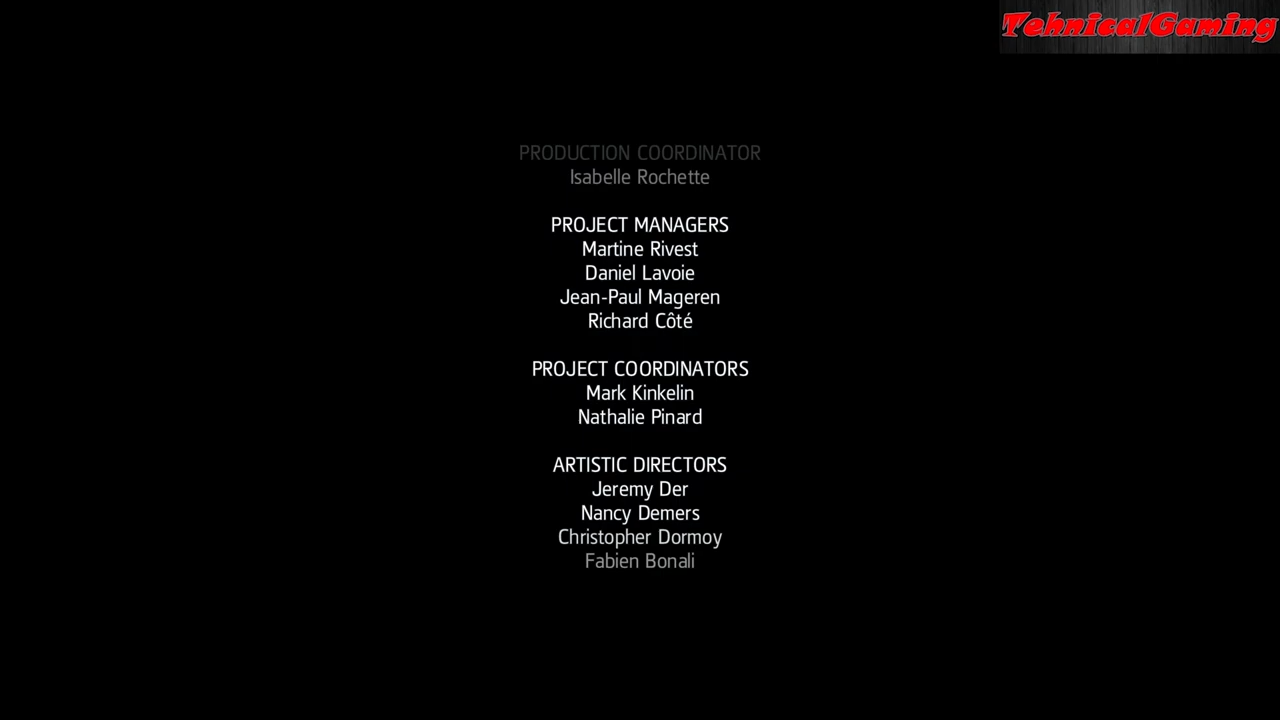 TehnicalGaming
PRODUCTION COORDINATOR
Isabelle Rochette
PROJECT MANAGERS
Martine Rivest
Daniel Lavoie
Jean-Paul Mageren
Richard Côté
PROJECT COORDINATORS
Mark Kinkelin
Nathalie Pinard
ARTISTIC DIRECTORS
Jeremy Der
Nancy Demers
Christopher Dormoy
Fabien Bonali